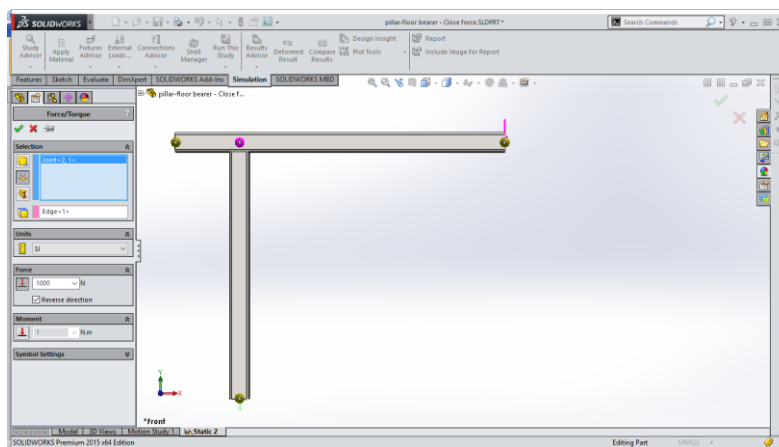 SOLIDWORKS
pillar-floor bearer - Close force.SLDPRT *
Search Commands
Study Advisor
Apply Material
Fixtures Advisor
External Loads...
Connections Advisor
Shell Manager
Run This Study
Results Advisor
Deformed Result
Compare Results
Design Insight
Plot Tools
Report
Include Image for Report
Features Sketch Evaluate DimXpert SOLIDWORKS Add-Ins Simulation SOLIDWORKS MBD
pillar-floor bearer - Close f...
Force/Torque ?
Selection
Joint<2, 1>
Edge<1>
Units
SI
Force
1000 N
Reverse direction
Moment
1 N.m
Symbol Settings
Y
X
*Front
Model 3D Views Motion Study 1 Static 2
SOLIDWORKS Premium 2015 x64 Edition
Editing Part MMGS